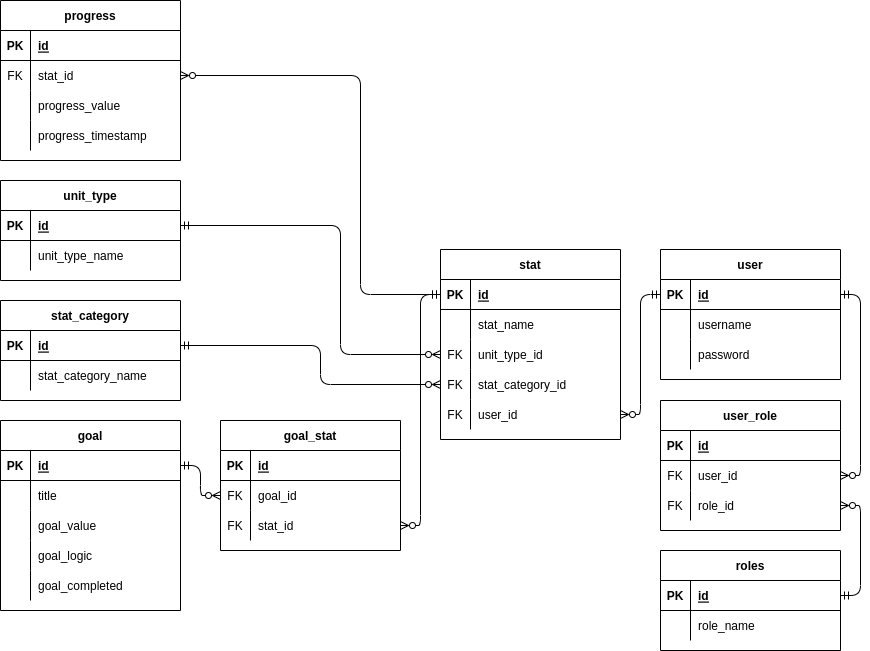 progress
PK id
FK stat_id
progress_value
progress_timestamp
unit_type
PK id
unit_type_name
stat_category
PK id
stat_category_name
goal
PK id
title
goal_value
goal_logic
goal_completed
goal_stat
PK id
FK goal_id
FK stat_id
stat
PK id
stat_name
FK unit_type_id
FK stat_category_id
FK user_id
user
PK id
username
password
user_role
PK id
FK user_id
FK role_id
roles
PK id
role_name